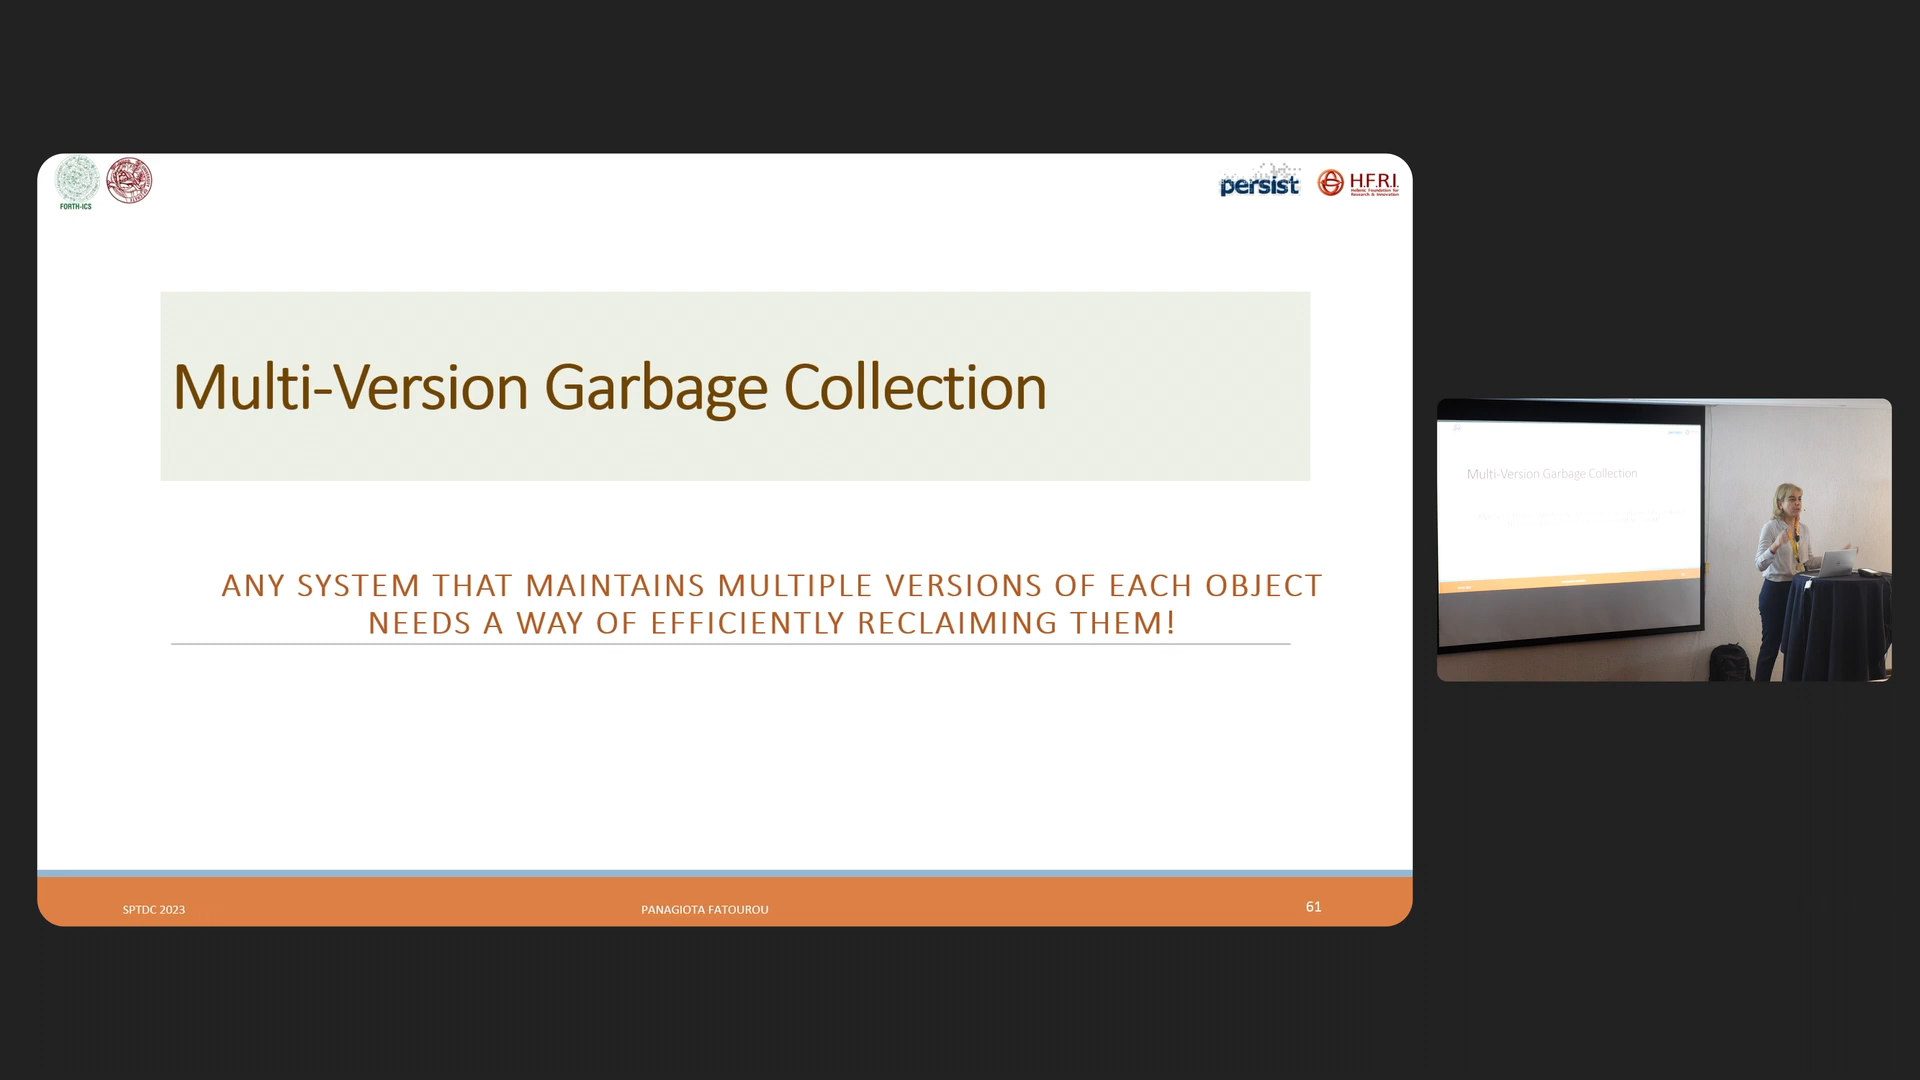 FORTH-ICS
persist
H.F.R.I.
Hellenic Foundation for
Research & Innovation
Multi-Version Garbage Collection
ANY SYSTEM THAT MAINTAINS MULTIPLE VERSIONS OF EACH OBJECT
NEEDS A WAY OF EFFICIENTLY RECLAIMING THEM!
SPTDC 2023
PANAGIOTA FATOUROU
61
Multi-Version Garbage Collection